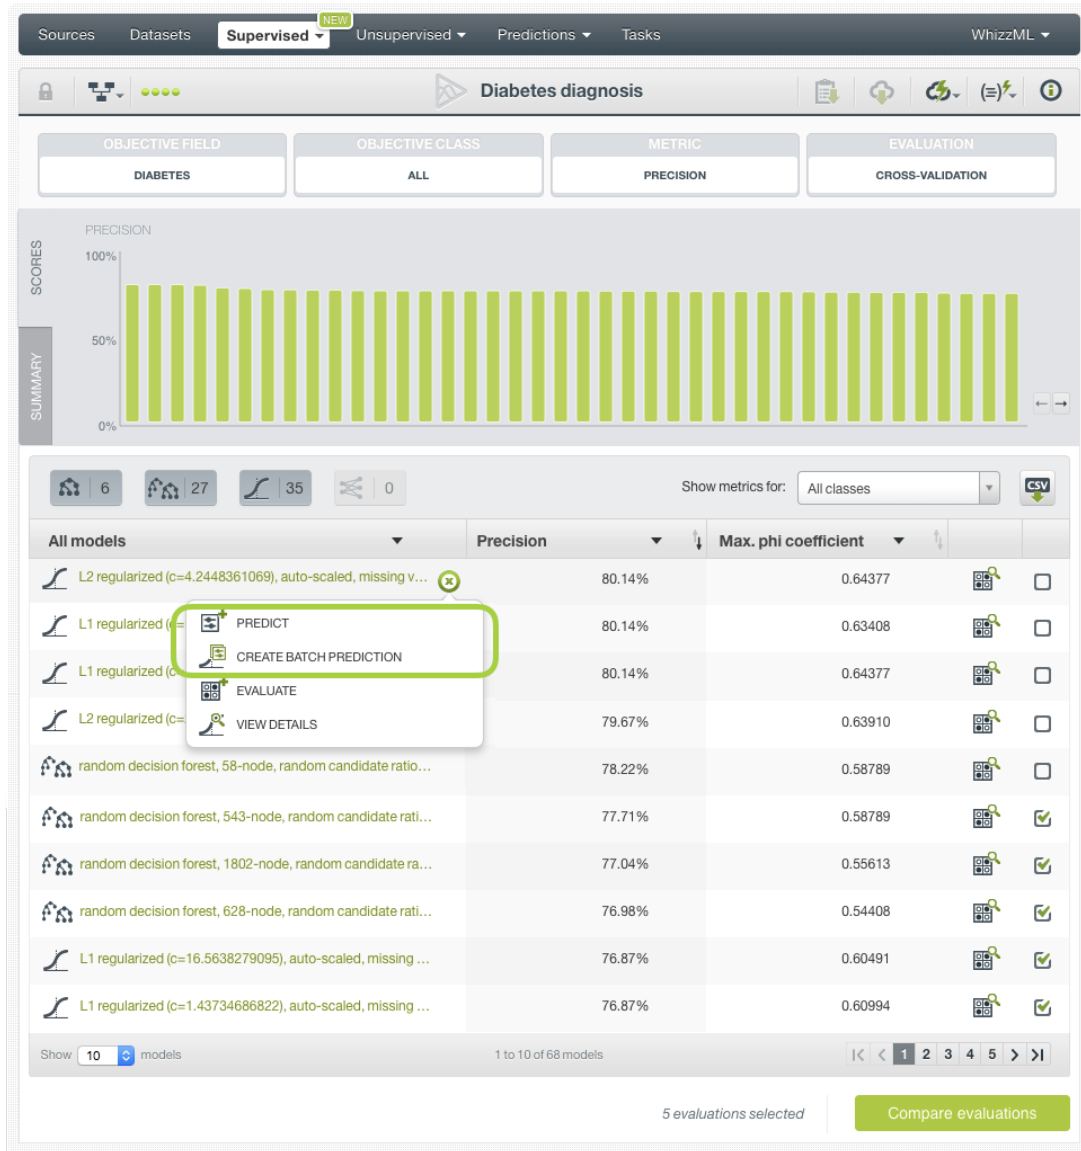 NEW
Sources Datasets Supervised Unsupervised Predictions Tasks WhizzML
Diabetes diagnosis
OBJECTIVE FIELD OBJECTIVE CLASS METRIC EVALUATION
DIABETES ALL PRECISION CROSS-VALIDATION
SCORES
SUMMARY
PRECISION
100%
50%
0%
6 27 35 0 Show metrics for: All classes CSV
All models Precision Max. phi coefficient
L2 regularized (c=4.2448361069), auto-scaled, missing v... 80.14% 0.64377
L1 regularized 80.14% 0.63408
L1 regularized (c 80.14% 0.64377
L2 regularized (c= 79.67% 0.63910
PREDICT
CREATE BATCH PREDICTION
EVALUATE
VIEW DETAILS
random decision forest, 58-node, random candidate ratio... 78.22% 0.58789
random decision forest, 543-node, random candidate rati... 77.71% 0.58789
random decision forest, 1802-node, random candidate ra... 77.04% 0.55613
random decision forest, 628-node, random candidate rati... 76.98% 0.54408
L1 regularized (c=16.5638279095), auto-scaled, missing ... 76.87% 0.60491
L1 regularized (c=1.43734686822), auto-scaled, missing ... 76.87% 0.60994
Show 10 models 1 to 10 of 68 models 1 2 3 4 5
5 evaluations selected Compare evaluations